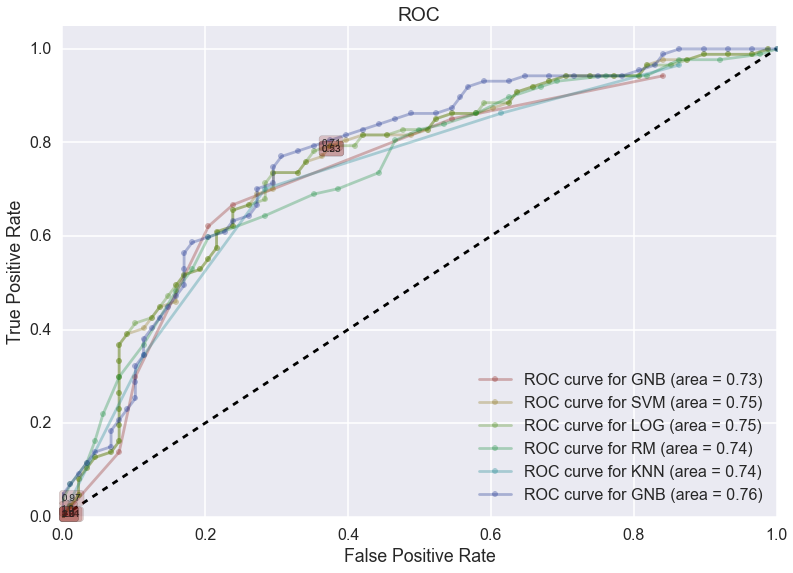 ROC
1.0
0.8
0.6
0.4
0.2
0.0
True Positive Rate
0.97
ROC curve for GNB (area = 0.73)
ROC curve for SVM (area = 0.75)
ROC curve for LOG (area = 0.75)
ROC curve for RM (area = 0.74)
ROC curve for KNN (area = 0.74)
ROC curve for GNB (area = 0.76)
0.0 0.2 0.4 0.6 0.8 1.0
False Positive Rate